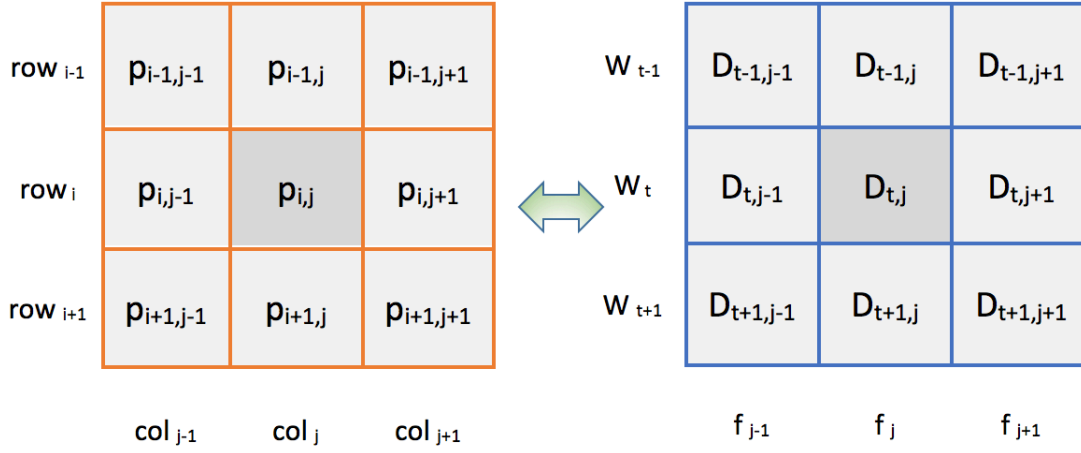 row i-1 p i-1,j-1 p i-1,j p i-1,j+1 W t-1 D t-1,j-1 D t-1,j D t-1,j+1
row i p i,j-1 p i,j p i,j+1 W t D t,j-1 D t,j D t,j+1
row i+1 p i+1,j-1 p i+1,j p i+1,j+1 W t+1 D t+1,j-1 D t+1,j D t+1,j+1
col j-1 col j col j+1 f j-1 f j f j+1